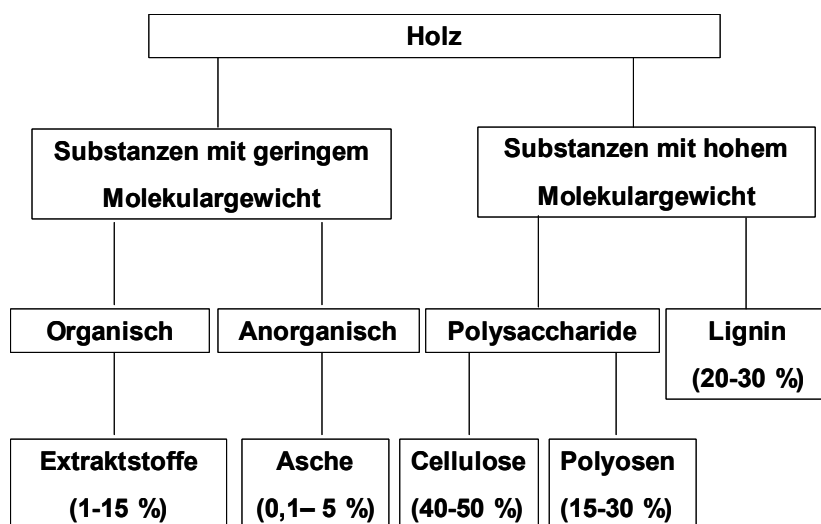 Holz
Substanzen mit geringem
Molekulargewicht
Substanzen mit hohem
Molekulargewicht
Organisch
Anorganisch
Polysaccharide
Lignin
(20-30 %)
Extraktstoffe
(1-15 %)
Asche
(0,1– 5 %)
Cellulose
(40-50 %)
Polyosen
(15-30 %)